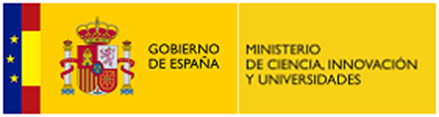 GOBIERNO
DE ESPAÑA
MINISTERIO
DE CIENCIA, INNOVACIÓN
Y UNIVERSIDADES